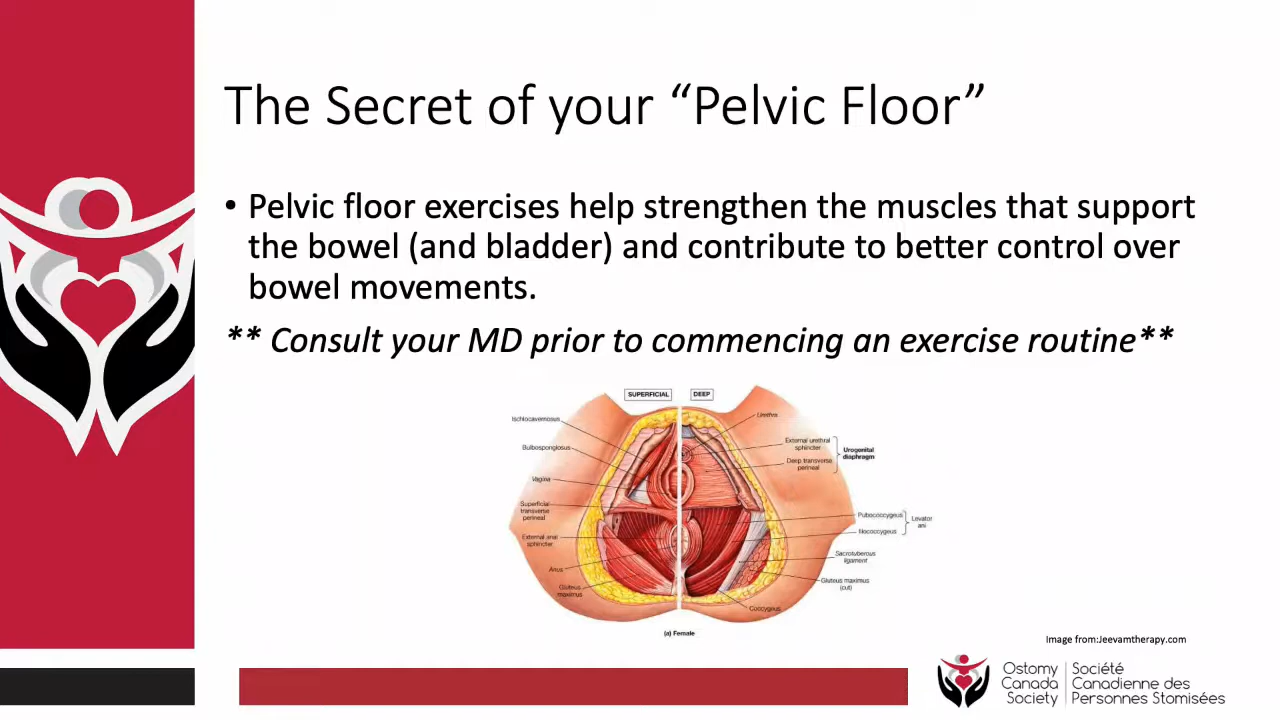 The Secret of your “Pelvic Floor”
• Pelvic floor exercises help strengthen the muscles that support
the bowel (and bladder) and contribute to better control over
bowel movements.
** Consult your MD prior to commencing an exercise routine**
SUPERFICIAL
DEEP
Ischiocavernosus
Bulbospongiosus
Vagina
Superficial
transverse
perineal
External anal
sphincter
Anus
Gluteus
maximus
Urethra
External urethral
sphincter
Deep transverse
perineal
Urogenital
diaphragm
Pubococcygeus
Iliococcygeus
Levator
ani
Sacrotuberous
ligament
Gluteus maximus
(cut)
Coccygeus
(a) Female
Image from:Jeevamtherapy.com
Ostomy
Canada
Society
Société
Canadienne des
Personnes Stomisées